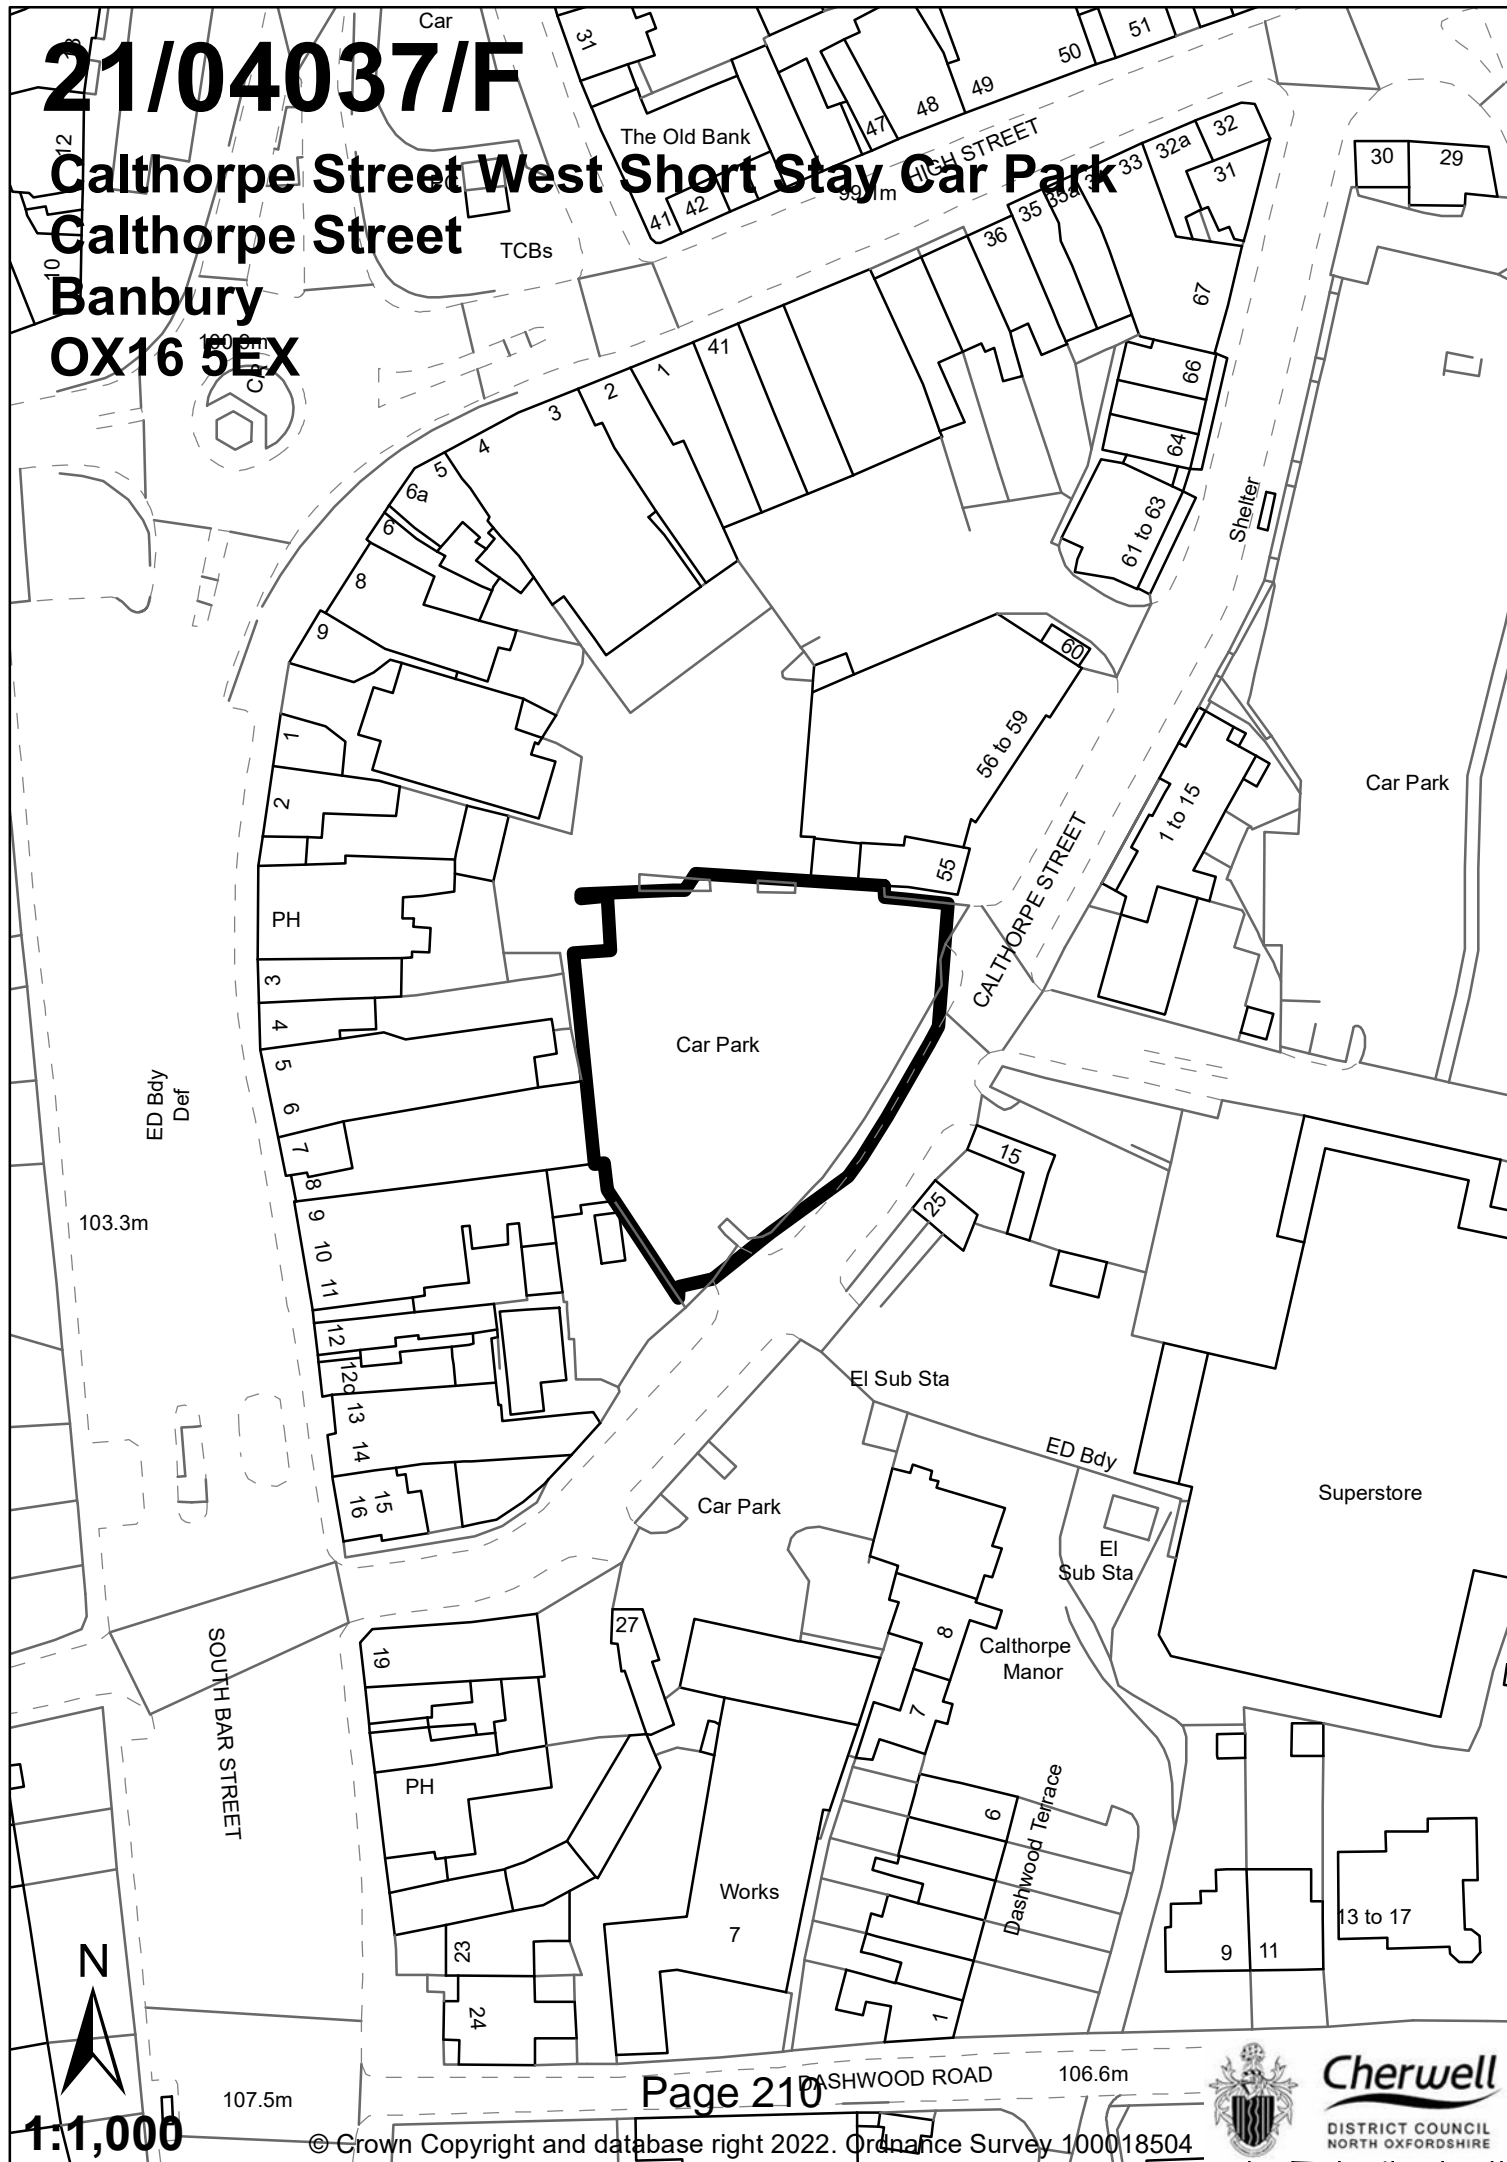 21/04037/F
Calthorpe Street West Short Stay Car Park
Calthorpe Street
Banbury
OX16 5EX
Car
31
51
50
49
48
47
The Old Bank
HIGH STREET
12
10
41
42
TCBs
32
32a
33
31
35a
35
36
30
29
67
66
64
61 to 63
Shelter
41
1
2
3
4
5
6a
6
8
9
60
56 to 59
55
CALTHORPE STREET
1 to 15
Car Park
1
2
PH
3
4
5
6
7
8
9
10
11
12
13
14
15
16
Car Park
ED Bdy
Def
103.3m
15
25
El Sub Sta
ED Bdy
Car Park
Superstore
El
Sub Sta
SOUTH BAR STREET
19
27
8
Calthorpe
Manor
7
PH
6
Dashwood Terrace
Works
7
23
24
1
9
11
13 to 17
N
107.5m
DASHWOOD ROAD
106.6m
Page 210
1:1,000
© Crown Copyright and database right 2022. Ordnance Survey 100018504
Cherwell
DISTRICT COUNCIL
NORTH OXFORDSHIRE